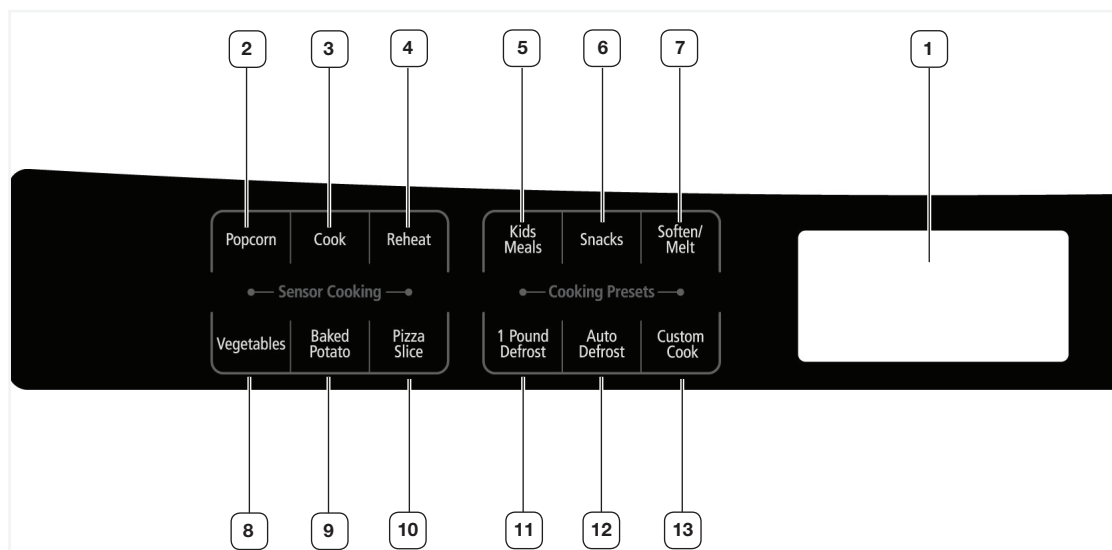 2 3 4 5 6 7 1
Popcorn Cook Reheat Kids Meals Snacks Soften/ Melt
Sensor Cooking Cooking Presets
Vegetables Baked Potato Pizza Slice 1 Pound Defrost Auto Defrost Custom Cook
8 9 10 11 12 13